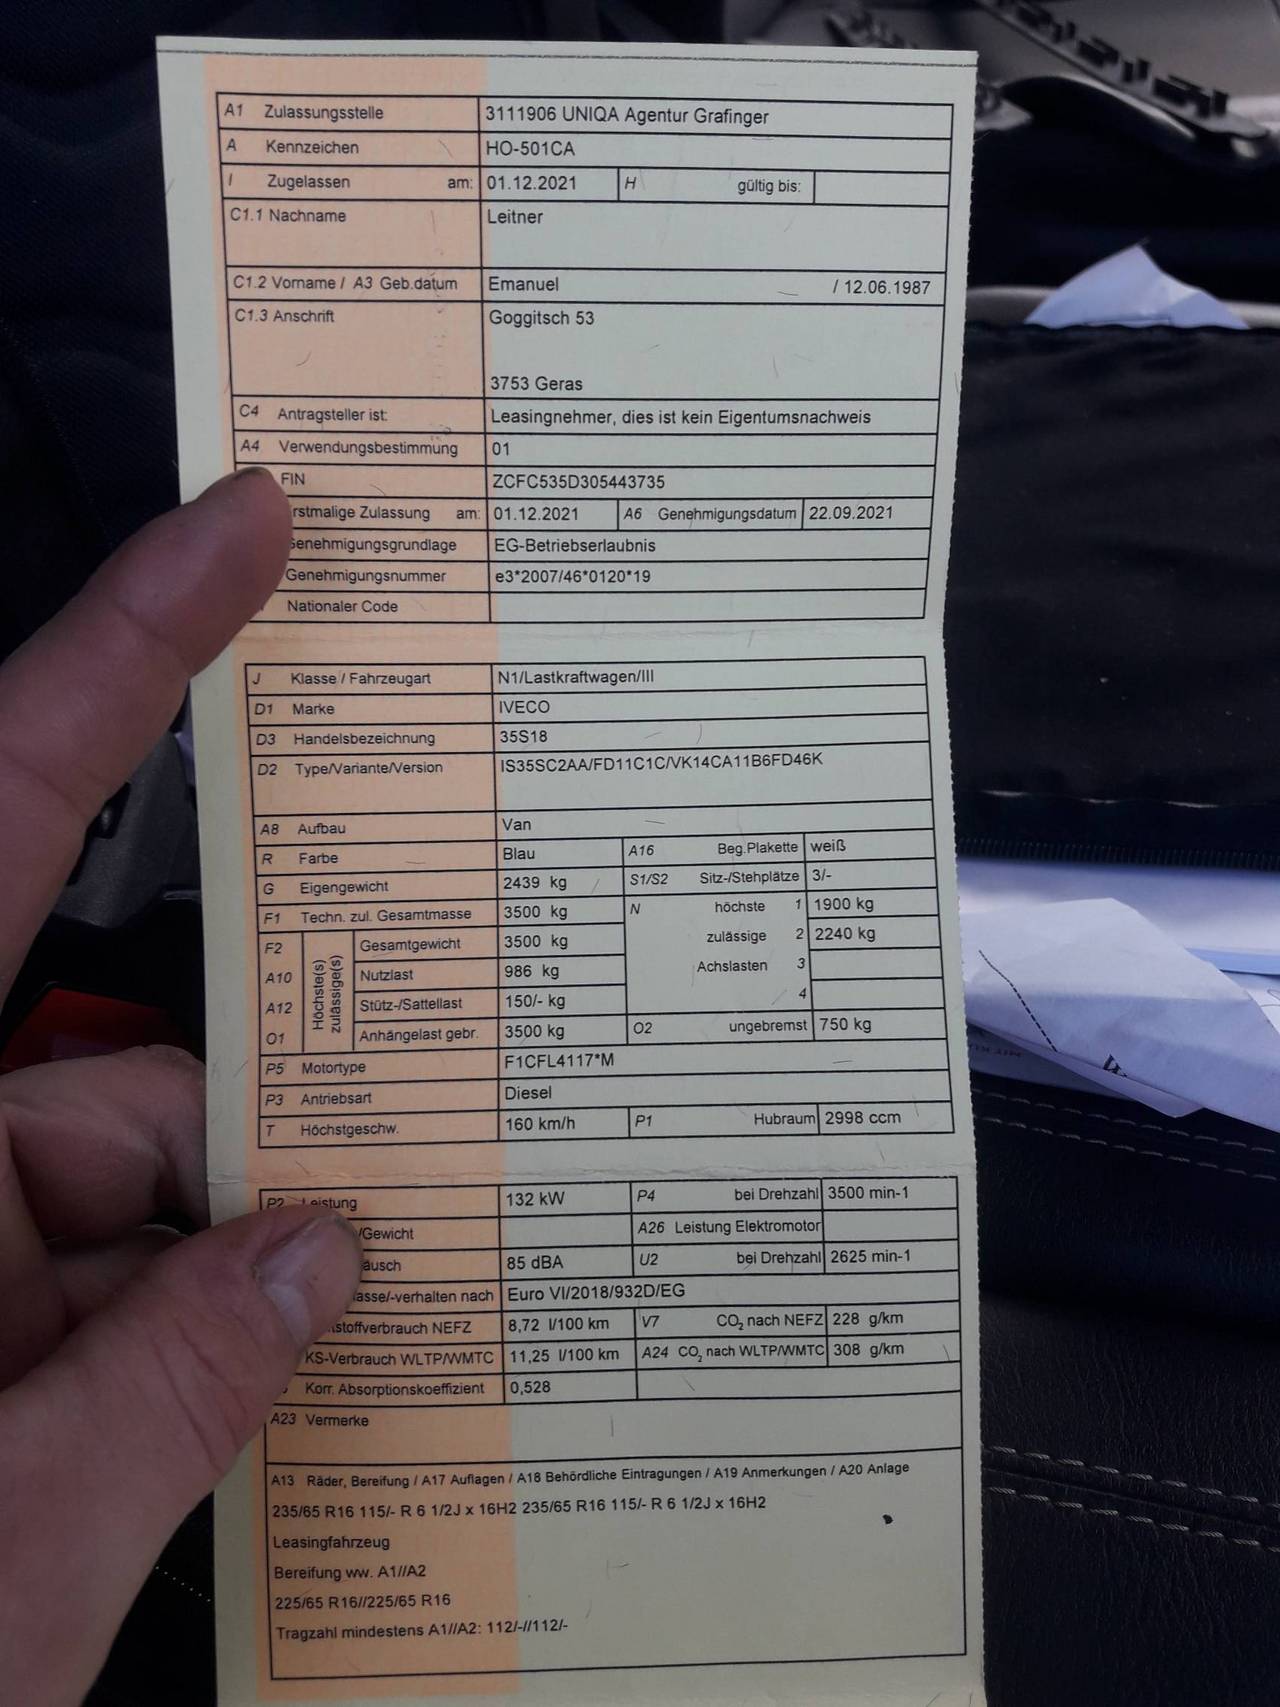 A1 Zulassungsstelle 3111906 UNIQA Agentur Grafinger
A Kennzeichen HO-501CA
I Zugelassen am: 01.12.2021 H gültig bis:
C1.1 Nachname Leitner
C1.2 Vorname / A3 Geb.datum Emanuel / 12.06.1987
C1.3 Anschrift Goggitsch 53
3753 Geras
C4 Antragsteller ist: Leasingnehmer, dies ist kein Eigentumsnachweis
A4 Verwendungsbestimmung 01
FIN ZCFC535D305443735
rstmalige Zulassung am: 01.12.2021 A6 Genehmigungsdatum 22.09.2021
Genehmigungsgrundlage EG-Betriebserlaubnis
Genehmigungsnummer e3*2007/46*0120*19
Nationaler Code
J Klasse / Fahrzeugart N1/Lastkraftwagen/III
D1 Marke IVECO
D3 Handelsbezeichnung 35S18
D2 Type/Variante/Version IS35SC2AA/FD11C1C/VK14CA11B6FD46K
A8 Aufbau Van
R Farbe Blau A16 Beg.Plakette weiß
G Eigengewicht 2439 kg S1/S2 Sitz-/Stehplätze 3/-
F1 Techn. zul. Gesamtmasse 3500 kg N höchste 1 1900 kg
F2 Höchste(s) zulässige(s) Gesamtgewicht 3500 kg zulässige 2 2240 kg
A10 Nutzlast 986 kg Achslasten 3
A12 Stütz-/Sattellast 150/- kg 4
O1 Anhängelast gebr. 3500 kg O2 ungebremst 750 kg
P5 Motortype F1CFL4117*M
P3 Antriebsart Diesel
T Höchstgeschw. 160 km/h P1 Hubraum 2998 ccm
P2 Leistung 132 kW P4 bei Drehzahl 3500 min-1
/Gewicht A26 Leistung Elektromotor
äusch 85 dBA U2 bei Drehzahl 2625 min-1
asse/-verhalten nach Euro VI/2018/932D/EG
stoffverbrauch NEFZ 8,72 l/100 km V7 CO2 nach NEFZ 228 g/km
KS-Verbrauch WLTP/WMTC 11,25 l/100 km A24 CO2 nach WLTP/WMTC 308 g/km
Korr. Absorptionskoeffizient 0,528
A23 Vermerke
A13 Räder, Bereifung / A17 Auflagen / A18 Behördliche Eintragungen / A19 Anmerkungen / A20 Anlage
235/65 R16 115/- R 6 1/2J x 16H2 235/65 R16 115/- R 6 1/2J x 16H2
Leasingfahrzeug
Bereifung ww. A1//A2
225/65 R16//225/65 R16
Tragzahl mindestens A1//A2: 112/-//112/-